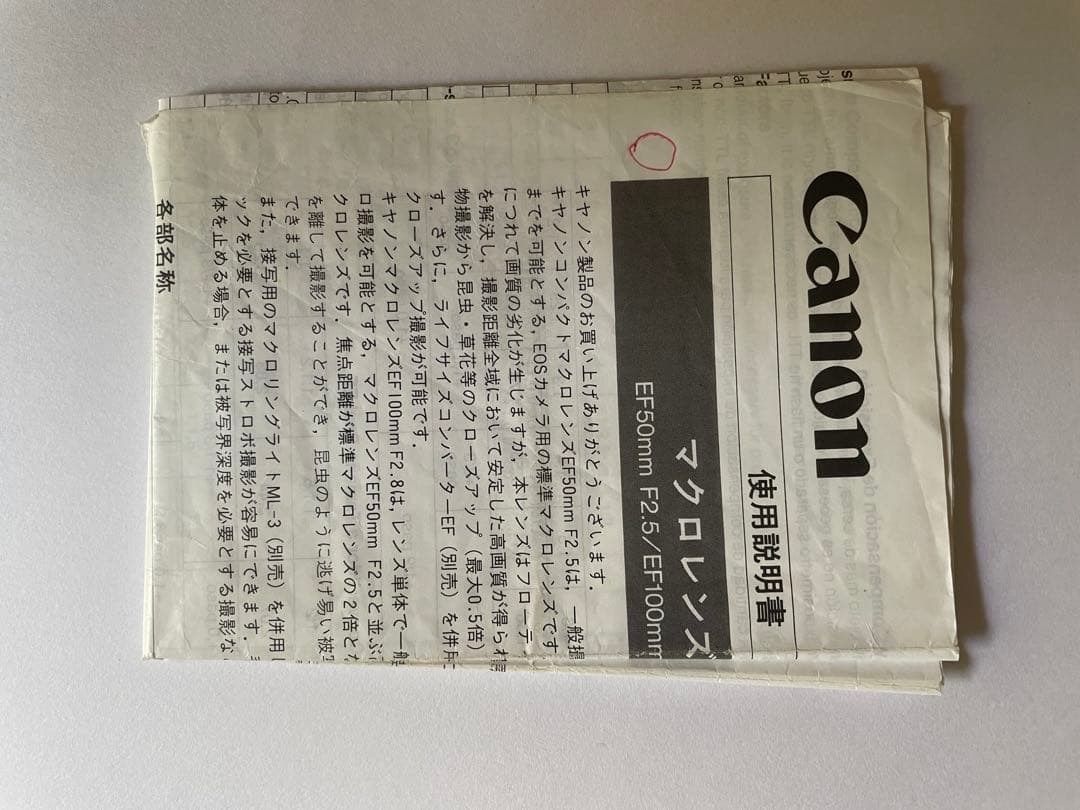 Canon
使用説明書
マクロレンズ
EF50mm F2.5／EF100mm
キヤノン製品のお買い上げありがとうございます．
キヤノンコンパクトマクロレンズEF50mm F2.5は，一般撮
までを可能とする，EOSカメラ用の標準マクロレンズです
につれて画質の劣化が生じますが，本レンズはフローテ
を解決し，撮影距離全域において安定した高画質が得られ
物撮影から昆虫・草花等のクローズアップ（最大0.5倍）
す．さらに，ライフサイズコンバーターEF（別売）を併用
クローズアップ撮影が可能です．
キヤノンマクロレンズEF100mm F2.8は，レンズ単体で一般
ロ撮影を可能とする，マクロレンズEF50mm F2.5と並ぶ
クロレンズです．焦点距離が標準マクロレンズの2倍とな
を離して撮影することができ，昆虫のように逃げ易い被
できます．
また，接写用のマクロリングライトML-3（別売）を併用し
ックを必要とする接写ストロボ撮影が容易にできます．
体を止める場合，または被写界深度を必要とする撮影な
各部名称